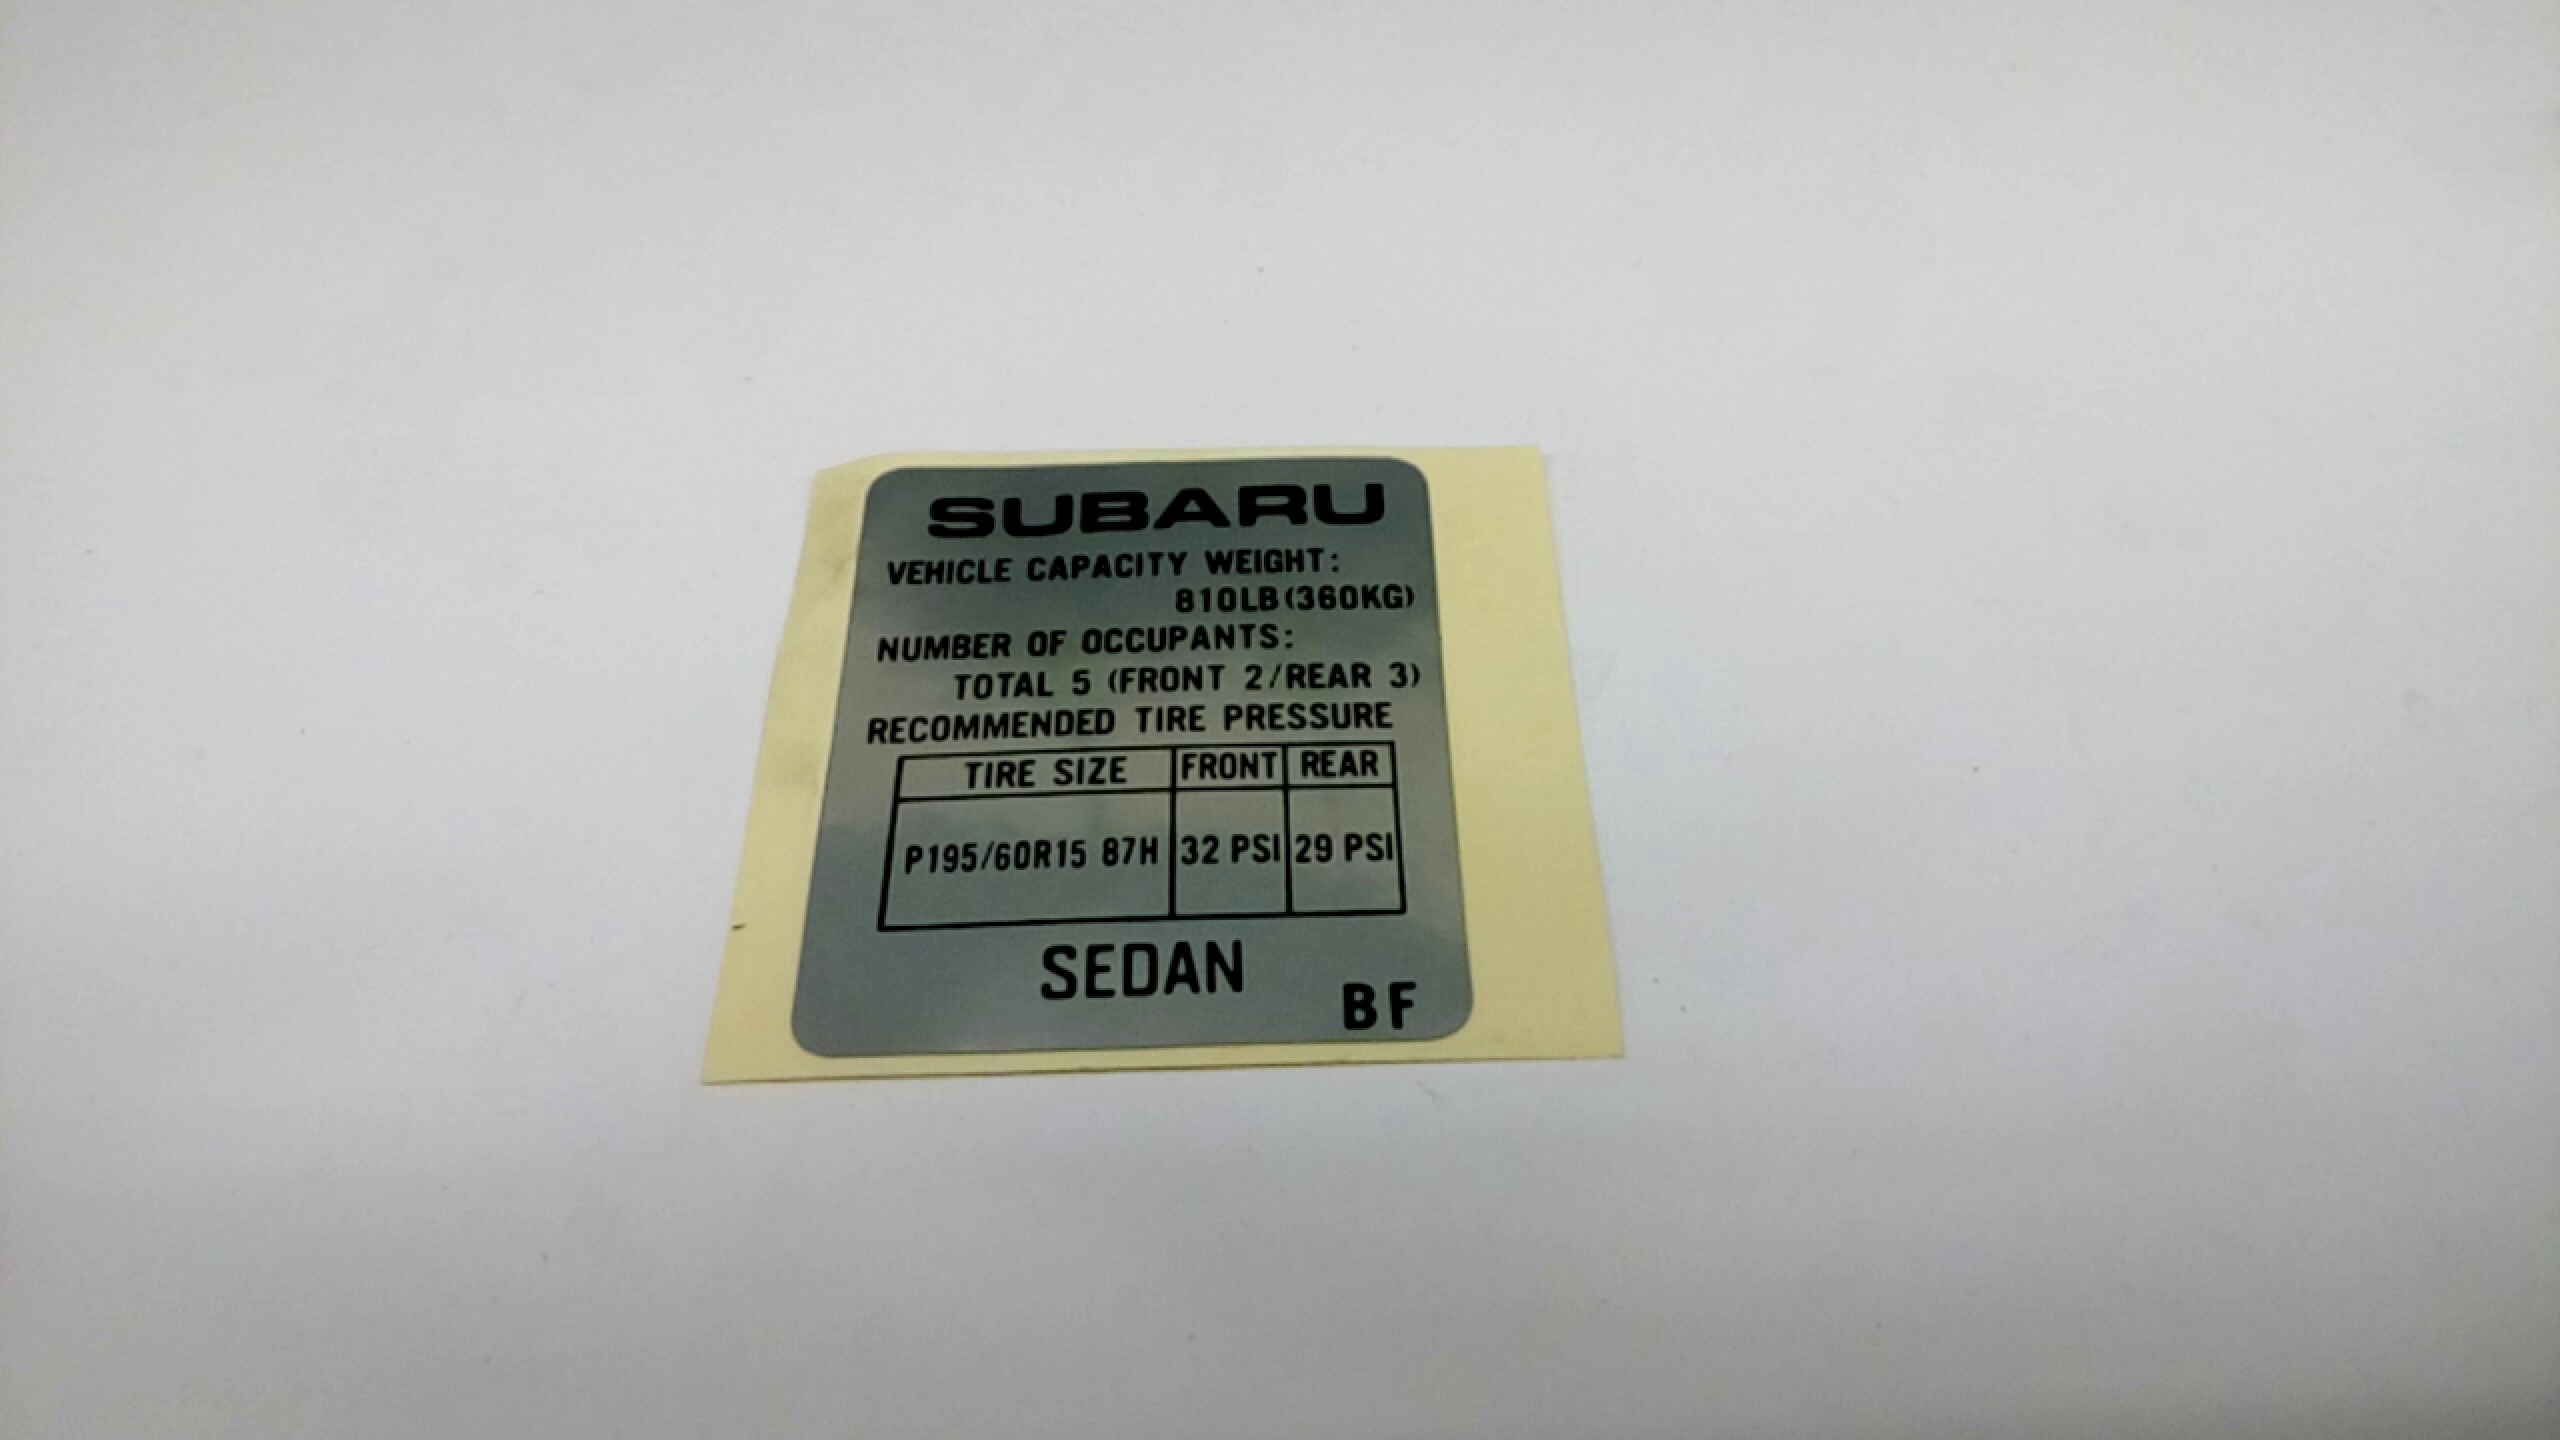 SUBARU
VEHICLE CAPACITY WEIGHT:
810LB(360KG)
NUMBER OF OCCUPANTS:
TOTAL 5 (FRONT 2/REAR 3)
RECOMMENDED TIRE PRESSURE
TIRE SIZE FRONT REAR
P195/60R15 87H 32 PSI 29 PSI
SEDAN
BF